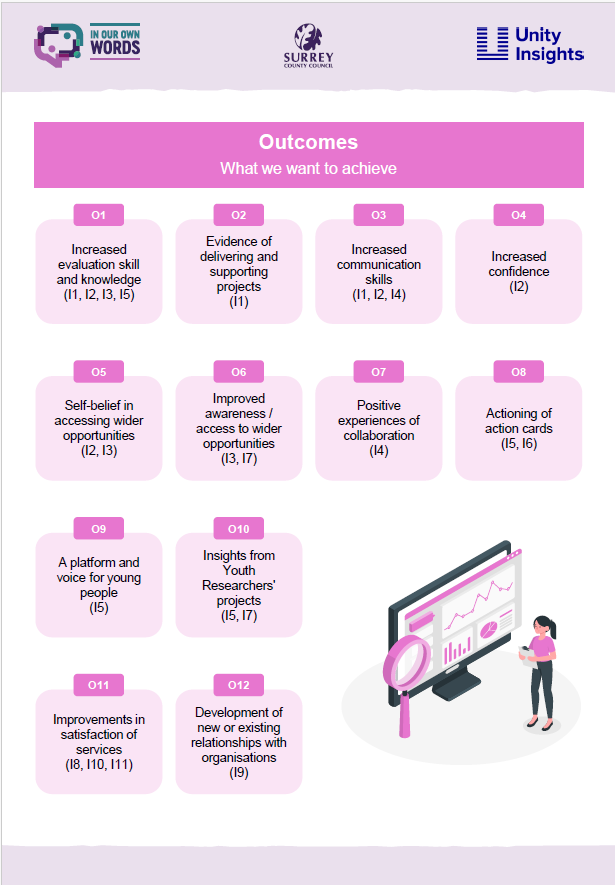 IN OUR OWN
WORDS
SURREY
COUNTY COUNCIL
Unity
Insights
Outcomes
What we want to achieve
O1
Increased
evaluation skill
and knowledge
(I1, I2, I3, I5)
O2
Evidence of
delivering and
supporting
projects
(I1)
O3
Increased
communication
skills
(I1, I2, I4)
O4
Increased
confidence
(I2)
O5
Self-belief in
accessing wider
opportunities
(I2, I3)
O6
Improved
awareness /
access to wider
opportunities
(I3, I7)
O7
Positive
experiences of
collaboration
(I4)
O8
Actioning of
action cards
(I5, I6)
O9
A platform and
voice for young
people
(I5)
O10
Insights from
Youth
Researchers'
projects
(I5, I7)
O11
Improvements in
satisfaction of
services
(I8, I10, I11)
O12
Development of
new or existing
relationships with
organisations
(I9)